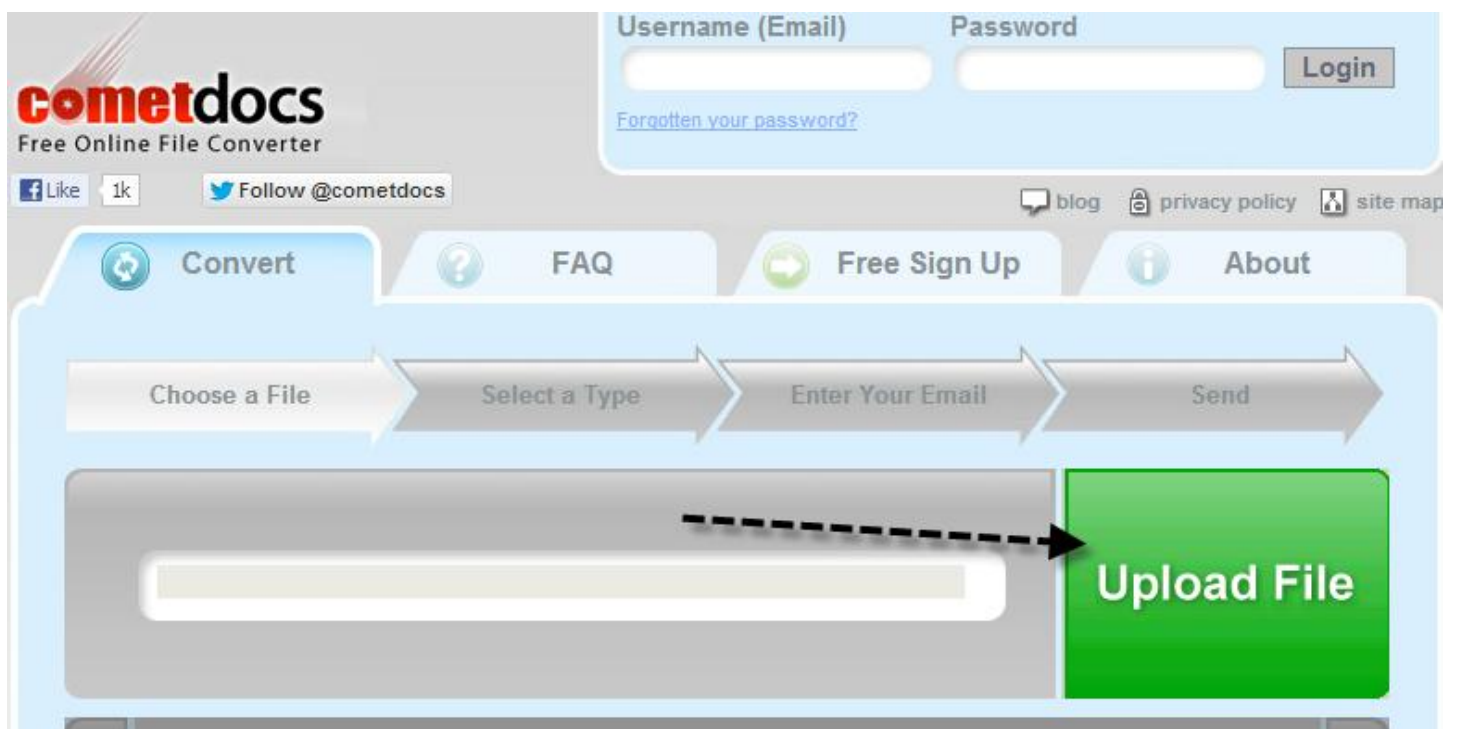 Username (Email) Password
Login
cometdocs
Free Online File Converter
Forgotten your password?
Like 1k Follow @cometdocs
blog privacy policy site map
Convert FAQ Free Sign Up About
Choose a File Select a Type Enter Your Email Send
Upload File